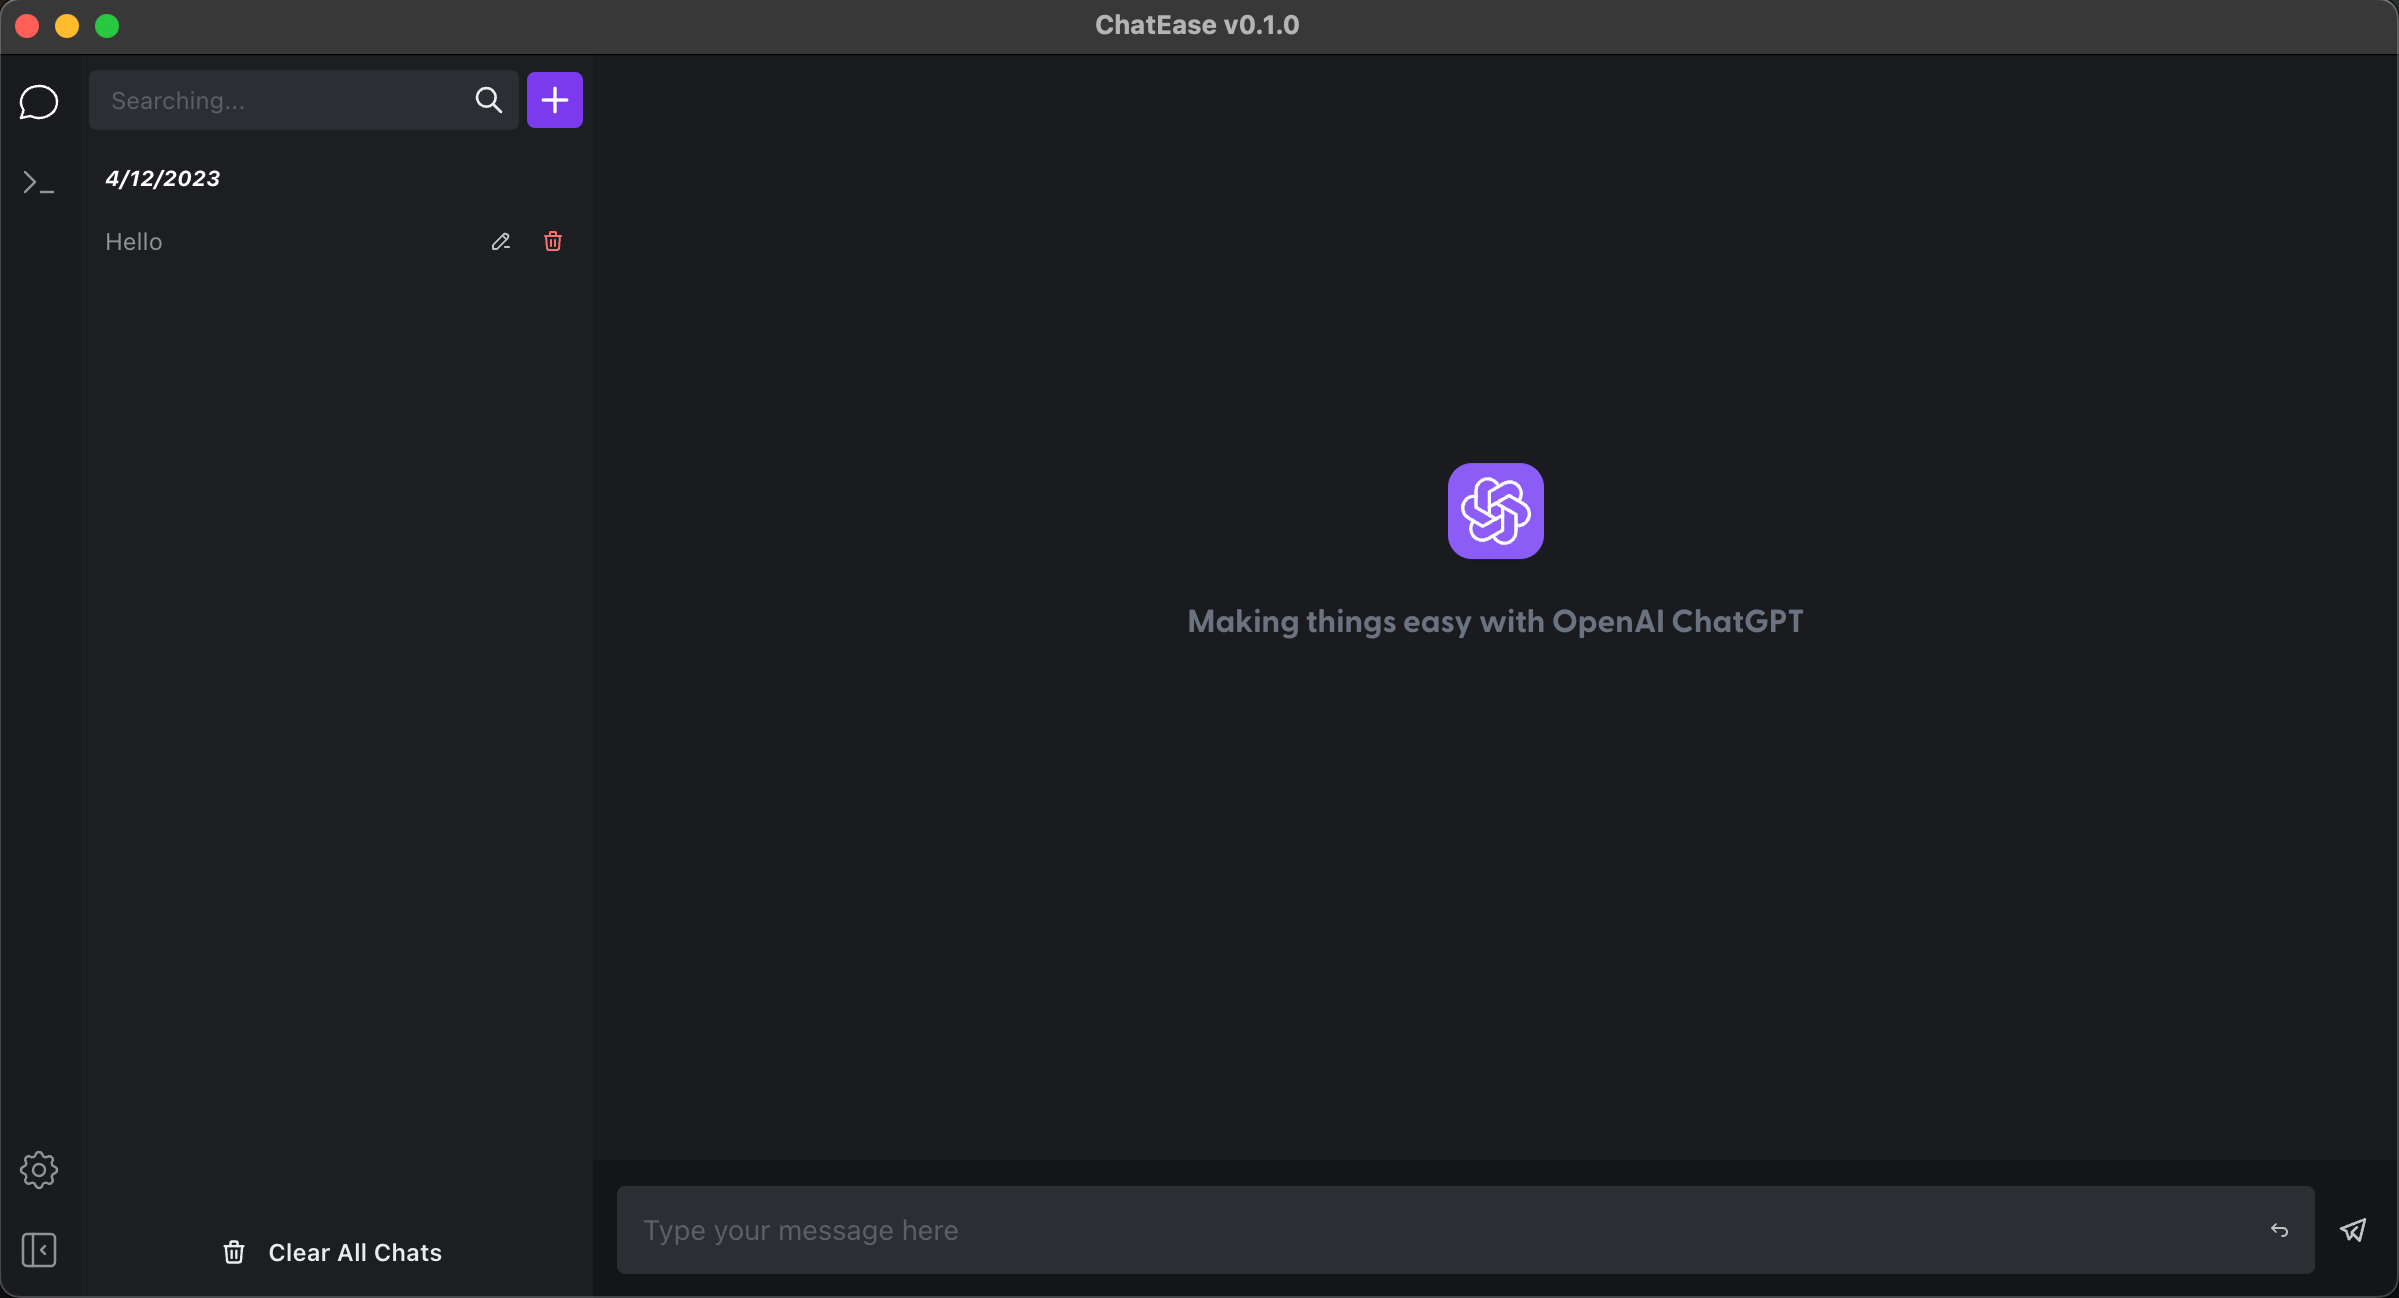 ChatEase v0.1.0
Searching...
4/12/2023
Hello
Making things easy with OpenAI ChatGPT
Clear All Chats
Type your message here